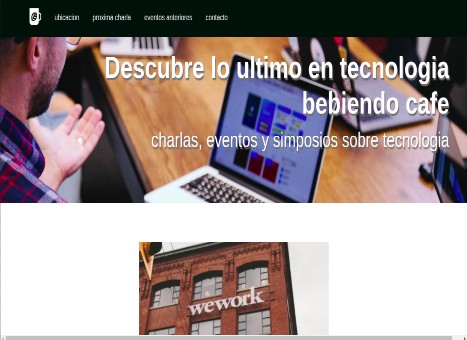 ubicacion proxima charla eventos anteriores contacto
Descubre lo ultimo en tecnologia
bebiendo cafe
charlas, eventos y simposios sobre tecnologia
wework